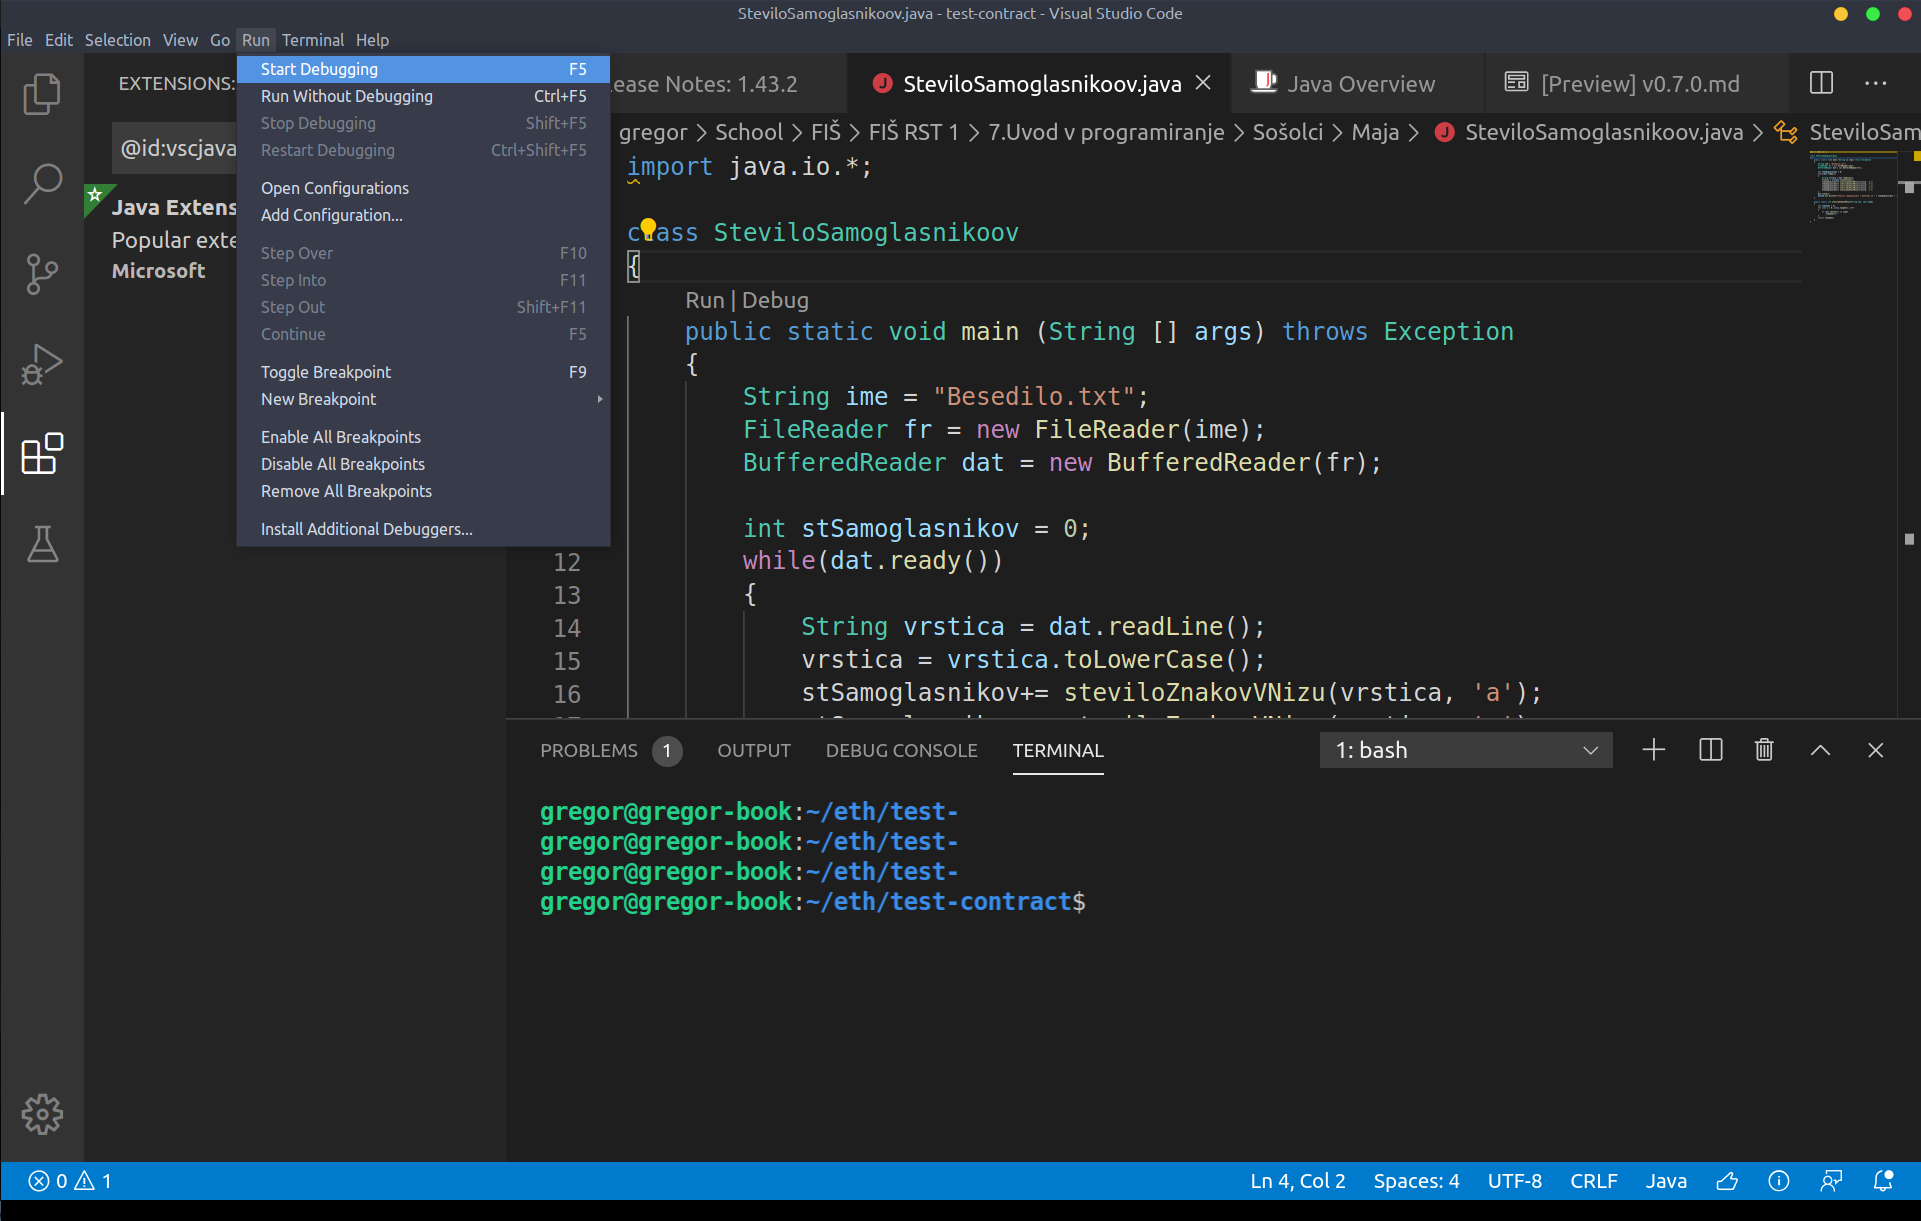 SteviloSamoglasnikoov.java - test-contract - Visual Studio Code
File Edit Selection View Go Run Terminal Help
Start Debugging F5
Run Without Debugging Ctrl+F5
Stop Debugging Shift+F5
Restart Debugging Ctrl+Shift+F5
Open Configurations
Add Configuration...
Step Over F10
Step Into F11
Step Out Shift+F11
Continue F5
Toggle Breakpoint F9
New Breakpoint
Enable All Breakpoints
Disable All Breakpoints
Remove All Breakpoints
Install Additional Debuggers...
EXTENSIONS:
@id:vscjava
Java Extens
Popular exte
Microsoft
ease Notes: 1.43.2 SteviloSamoglasnikoov.java Java Overview [Preview] v0.7.0.md
gregor > School > FIŠ > FIŠ RST 1 > 7.Uvod v programiranje > Sošolci > Maja > SteviloSamoglasnikoov.java > SteviloSam
import java.io.*;
class SteviloSamoglasnikoov
{
Run | Debug
public static void main (String [] args) throws Exception
{
String ime = "Besedilo.txt";
FileReader fr = new FileReader(ime);
BufferedReader dat = new BufferedReader(fr);
int stSamoglasnikov = 0;
12 while(dat.ready())
13 {
14 String vrstica = dat.readLine();
15 vrstica = vrstica.toLowerCase();
16 stSamoglasnikov+= steviloZnakovVNizu(vrstica, 'a');
PROBLEMS 1 OUTPUT DEBUG CONSOLE TERMINAL 1: bash
gregor@gregor-book:~/eth/test-
gregor@gregor-book:~/eth/test-
gregor@gregor-book:~/eth/test-
gregor@gregor-book:~/eth/test-contract$
0 1 Ln 4, Col 2 Spaces: 4 UTF-8 CRLF Java